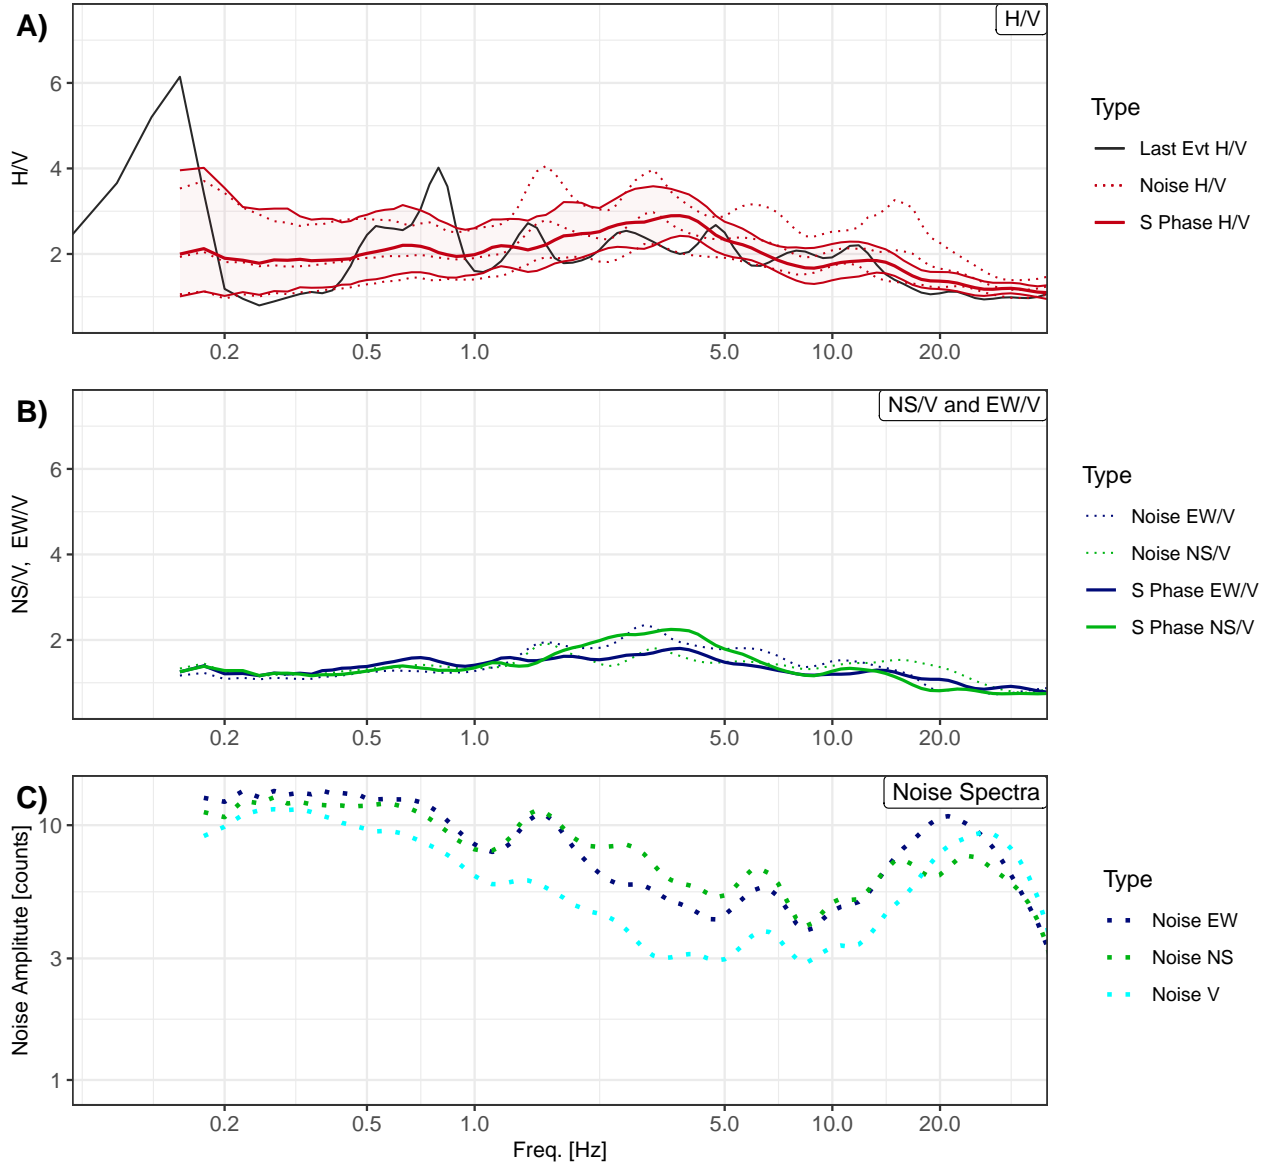 A)
H/V
6
4
2
H/V
0.2 0.5 1.0 5.0 10.0 20.0
Type
Last Evt H/V
Noise H/V
S Phase H/V
B)
NS/V and EW/V
6
4
2
NS/V, EW/V
0.2 0.5 1.0 5.0 10.0 20.0
Type
Noise EW/V
Noise NS/V
S Phase EW/V
S Phase NS/V
C)
Noise Spectra
10
3
1
Noise Amplitute [counts]
0.2 0.5 1.0 5.0 10.0 20.0
Freq. [Hz]
Type
Noise EW
Noise NS
Noise V